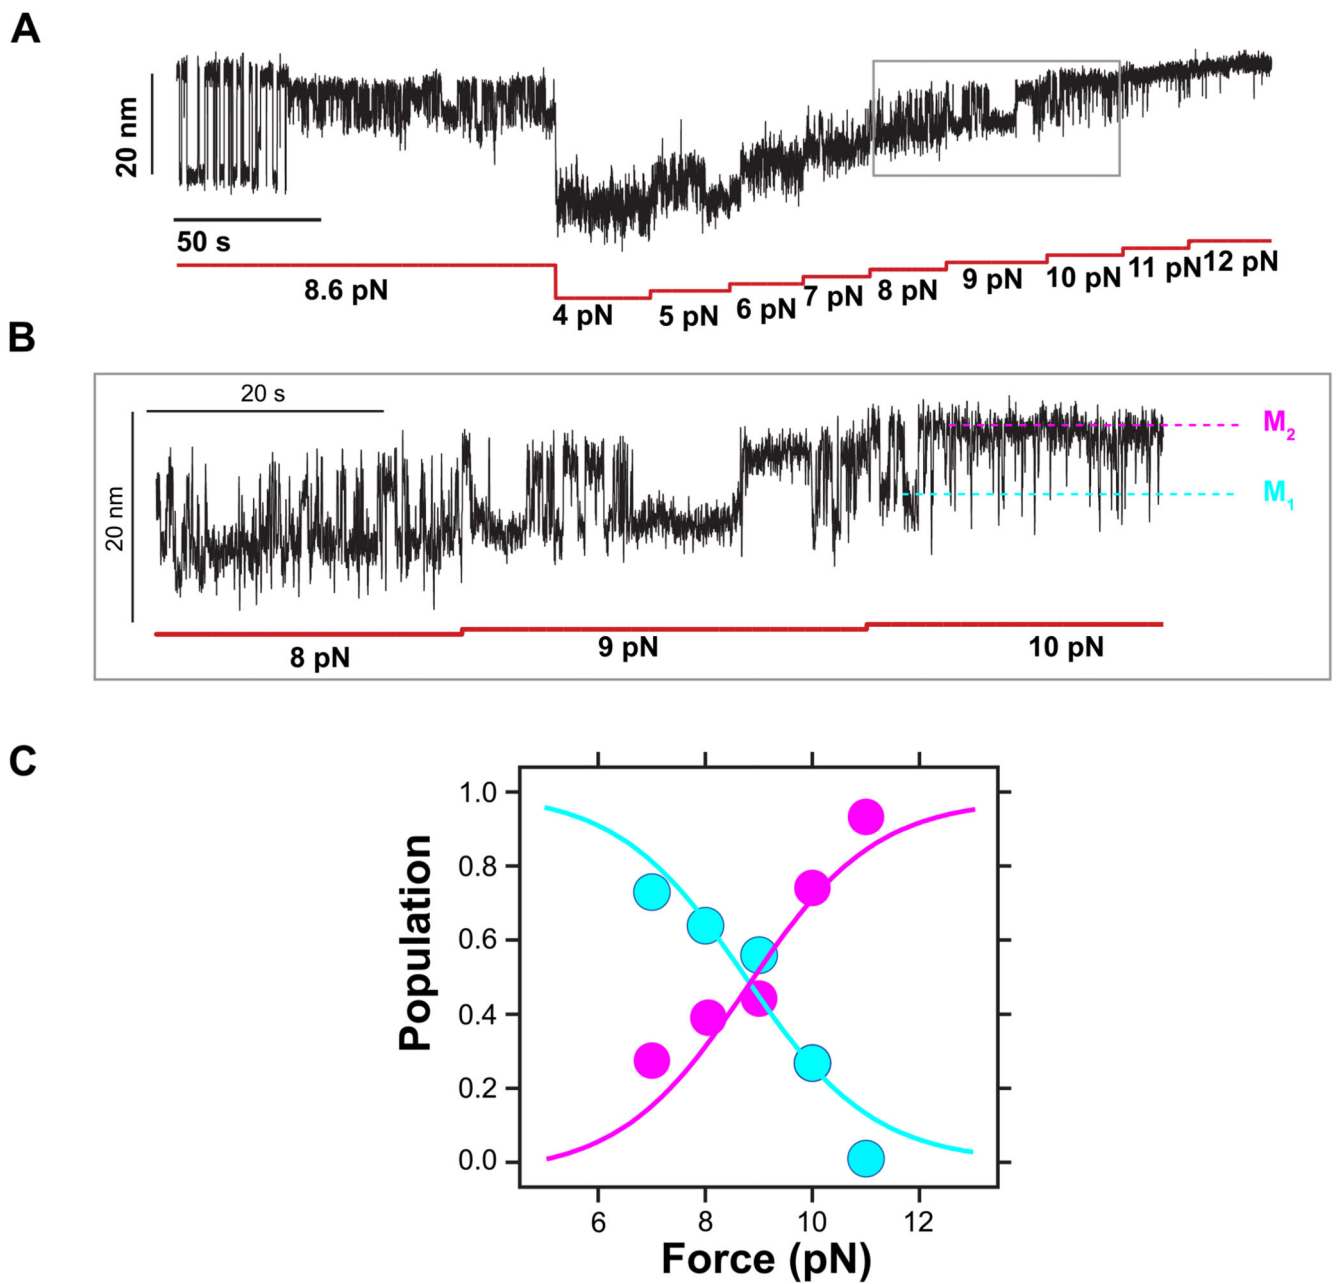 A
20 nm
50 s
8.6 pN
4 pN
5 pN
6 pN
7 pN
8 pN
9 pN
10 pN
11 pN
12 pN
B
20 s
20 nm
M2
M1
8 pN
9 pN
10 pN
C
Population
1.0
0.8
0.6
0.4
0.2
0.0
6 8 10 12
Force (pN)